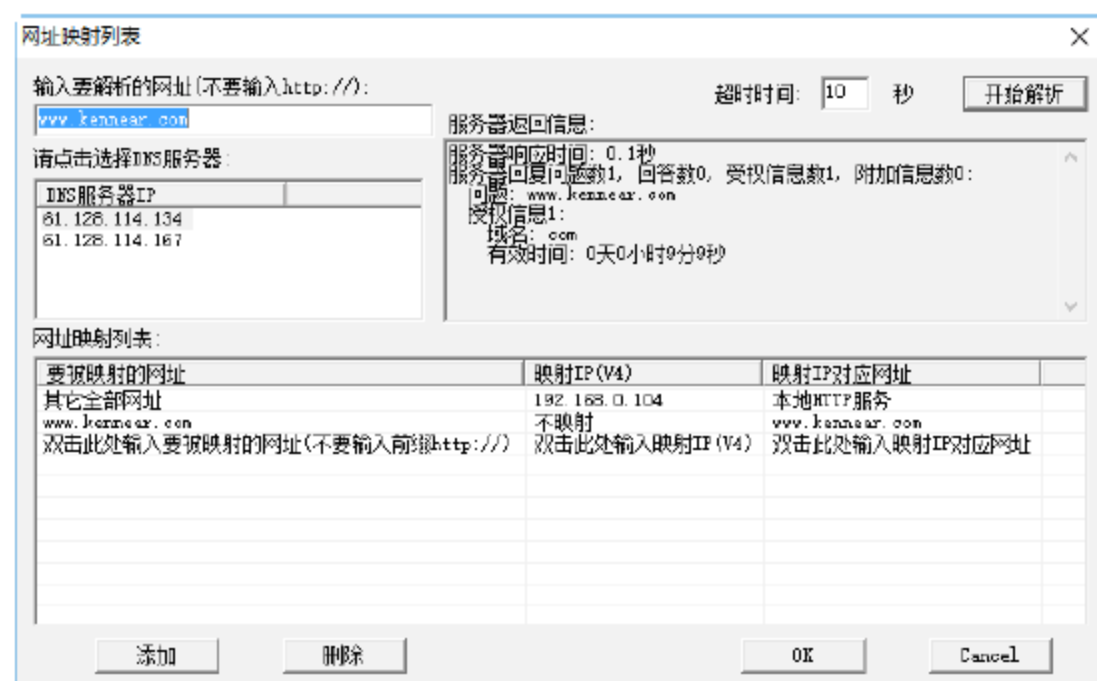 网址映射列表
输入要解析的网址(不要输入http://):
超时时间: 10 秒 开始解析
www.kennear.com
服务器返回信息:
请点击选择DNS服务器:
服务器响应时间: 0.1秒
服务器回复问题数1, 回答数0, 受权信息数1, 附加信息数0:
问题: www.kennear.com
授权信息1:
域名: com
有效时间: 0天0小时9分9秒
DNS服务器IP
61.128.114.134
61.128.114.167
网址映射列表:
要被映射的网址 映射IP(V4) 映射IP对应网址
其它全部网址 192.168.0.104 本地HTTP服务
www.kennear.com 不映射 www.kennear.com
双击此处输入要被映射的网址(不要输入前缀http://) 双击此处输入映射IP(V4) 双击此处输入映射IP对应网址
添加 删除 OK Cancel